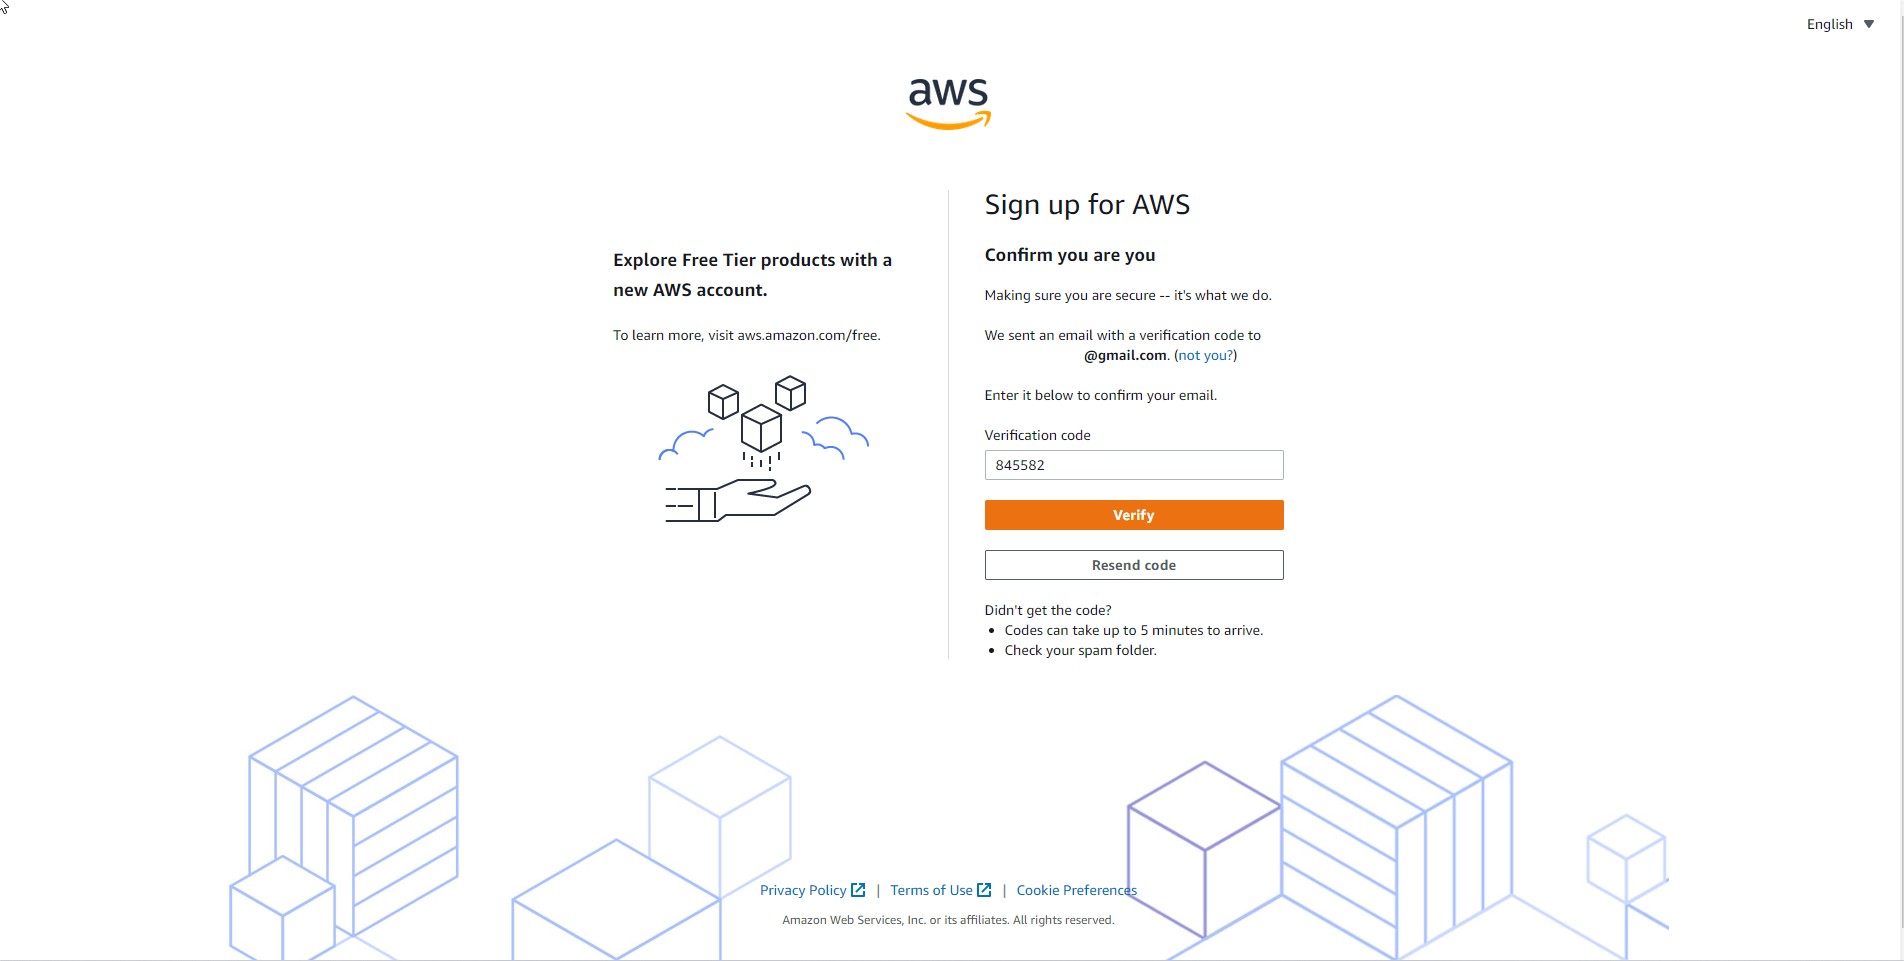 English
aws
Explore Free Tier products with a
new AWS account.
To learn more, visit aws.amazon.com/free.
Sign up for AWS
Confirm you are you
Making sure you are secure -- it's what we do.
We sent an email with a verification code to
@gmail.com. (not you?)
Enter it below to confirm your email.
Verification code
845582
Verify
Resend code
Didn't get the code?
• Codes can take up to 5 minutes to arrive.
• Check your spam folder.
Privacy Policy | Terms of Use | Cookie Preferences
Amazon Web Services, Inc. or its affiliates. All rights reserved.